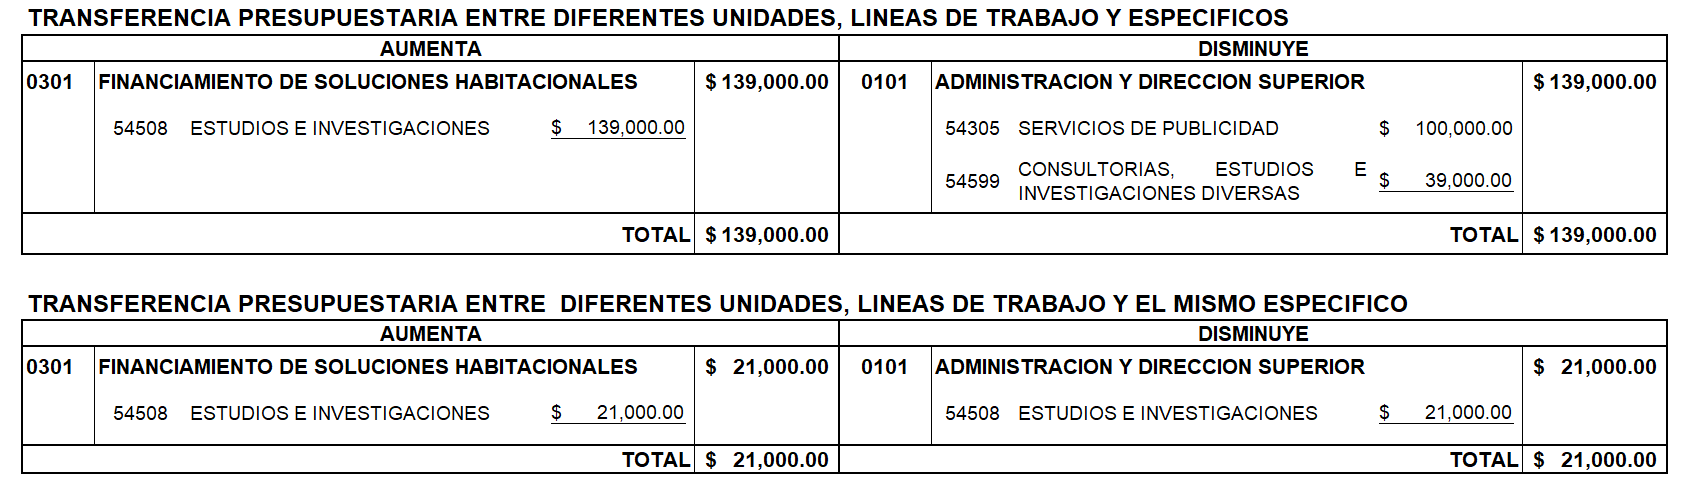 TRANSFERENCIA PRESUPUESTARIA ENTRE DIFERENTES UNIDADES, LINEAS DE TRABAJO Y ESPECIFICOS
AUMENTA DISMINUYE
0301 FINANCIAMIENTO DE SOLUCIONES HABITACIONALES $ 139,000.00 0101 ADMINISTRACION Y DIRECCION SUPERIOR $ 139,000.00
54508 ESTUDIOS E INVESTIGACIONES $ 139,000.00 54305 SERVICIOS DE PUBLICIDAD $ 100,000.00
54599 CONSULTORIAS, ESTUDIOS E INVESTIGACIONES DIVERSAS $ 39,000.00
TOTAL $ 139,000.00 TOTAL $ 139,000.00
TRANSFERENCIA PRESUPUESTARIA ENTRE DIFERENTES UNIDADES, LINEAS DE TRABAJO Y EL MISMO ESPECIFICO
AUMENTA DISMINUYE
0301 FINANCIAMIENTO DE SOLUCIONES HABITACIONALES $ 21,000.00 0101 ADMINISTRACION Y DIRECCION SUPERIOR $ 21,000.00
54508 ESTUDIOS E INVESTIGACIONES $ 21,000.00 54508 ESTUDIOS E INVESTIGACIONES $ 21,000.00
TOTAL $ 21,000.00 TOTAL $ 21,000.00